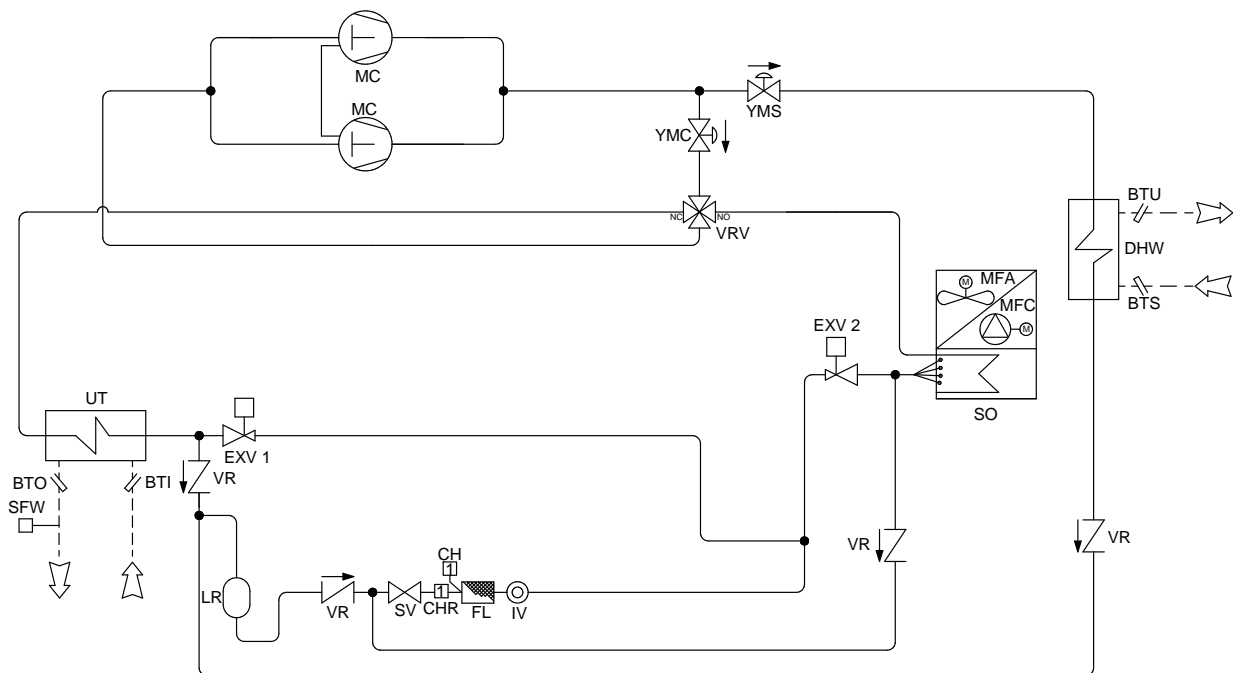 MC
MC
YMS
YMC
NC
NO
VRV
BTU
DHW
BTS
M
MFA
MFC
M
EXV 2
SO
UT
EXV 1
BTO
BTI
VR
SFW
VR
VR
CH
1
LR
1
VR
SV
CHR
FL
IV